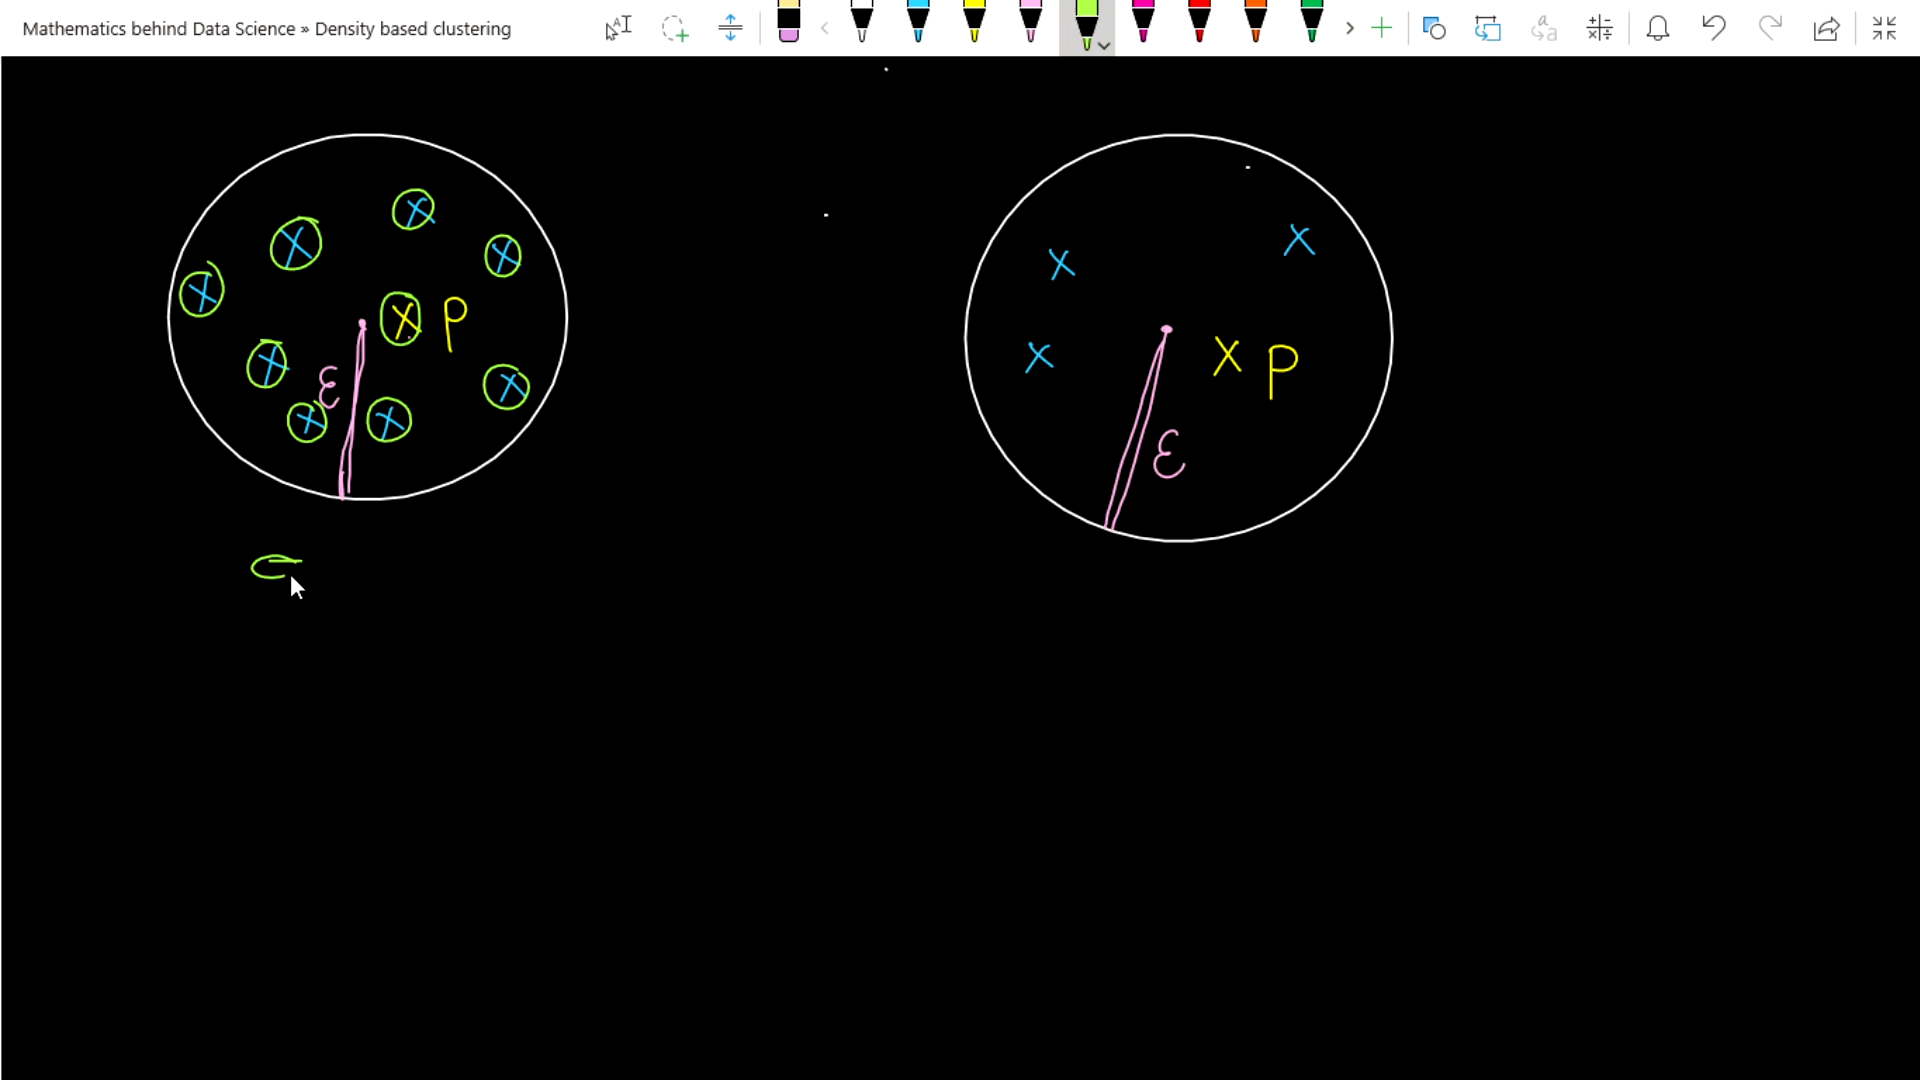 Mathematics behind Data Science » Density based clustering
x
x x
x
x p x
x
x
ε x
x
x x
x p
ε